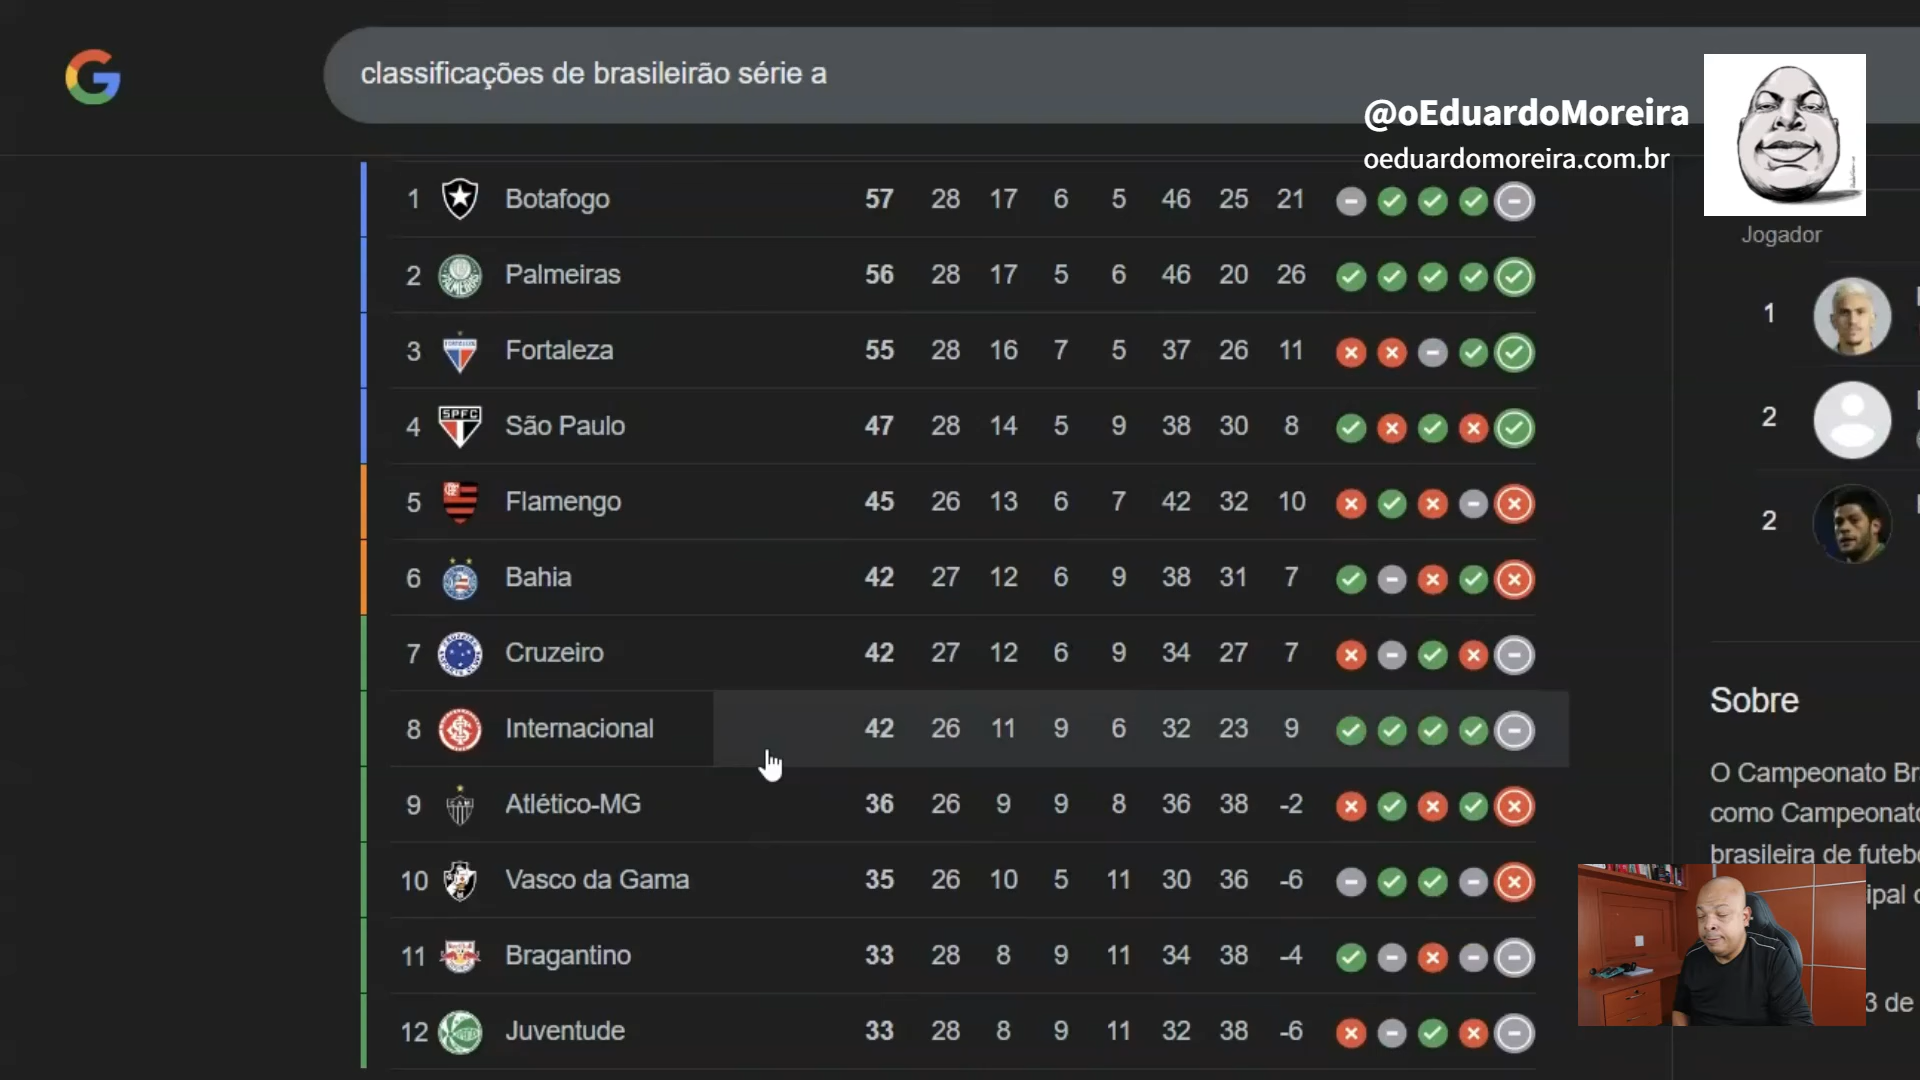 classificações de brasileirão série a
@oEduardoMoreira
oeduardomoreira.com.br
1 Botafogo 57 28 17 6 5 46 25 21
2 Palmeiras 56 28 17 5 6 46 20 26
3 Fortaleza 55 28 16 7 5 37 26 11
4 São Paulo 47 28 14 5 9 38 30 8
5 Flamengo 45 26 13 6 7 42 32 10
6 Bahia 42 27 12 6 9 38 31 7
7 Cruzeiro 42 27 12 6 9 34 27 7
8 Internacional 42 26 11 9 6 32 23 9
9 Atlético-MG 36 26 9 9 8 36 38 -2
10 Vasco da Gama 35 26 10 5 11 30 36 -6
11 Bragantino 33 28 8 9 11 34 38 -4
12 Juventude 33 28 8 9 11 32 38 -6
Jogador
1
2
2
Sobre
O Campeonato Br
como Campeonato
brasileira de futebo
ipal
3 de